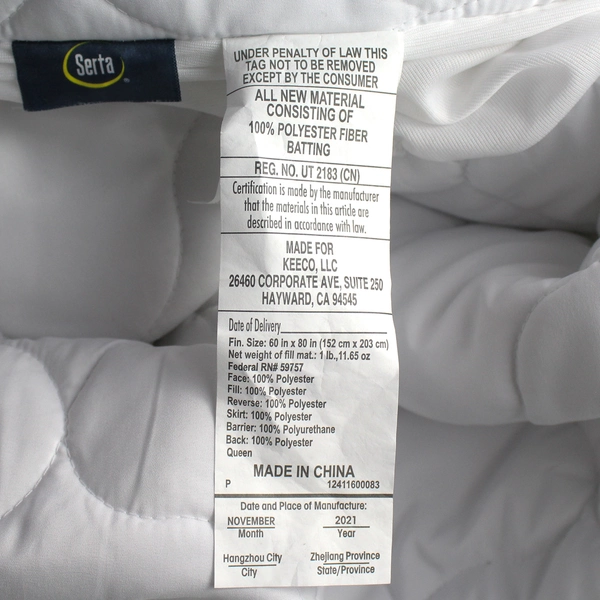 Serta
UNDER PENALTY OF LAW THIS
TAG NOT TO BE REMOVED
EXCEPT BY THE CONSUMER
ALL NEW MATERIAL
CONSISTING OF
100% POLYESTER FIBER
BATTING
REG. NO. UT 2183 (CN)
Certification is made by the manufacturer
that the materials in this article are
described in accordance with law.
MADE FOR
KEECO, LLC
26460 CORPORATE AVE, SUITE 250
HAYWARD, CA 94545
Date of Delivery
Fin. Size: 60 in x 80 in (152 cm x 203 cm)
Net weight of fill mat.: 1 lb.,11.65 oz
Federal RN# 59757
Face: 100% Polyester
Fill: 100% Polyester
Reverse: 100% Polyester
Skirt: 100% Polyester
Barrier: 100% Polyurethane
Back: 100% Polyester
Queen
MADE IN CHINA
P 12411600083
Date and Place of Manufacture:
NOVEMBER 2021
Month Year
Hangzhou City Zhejiang Province
City State/Province